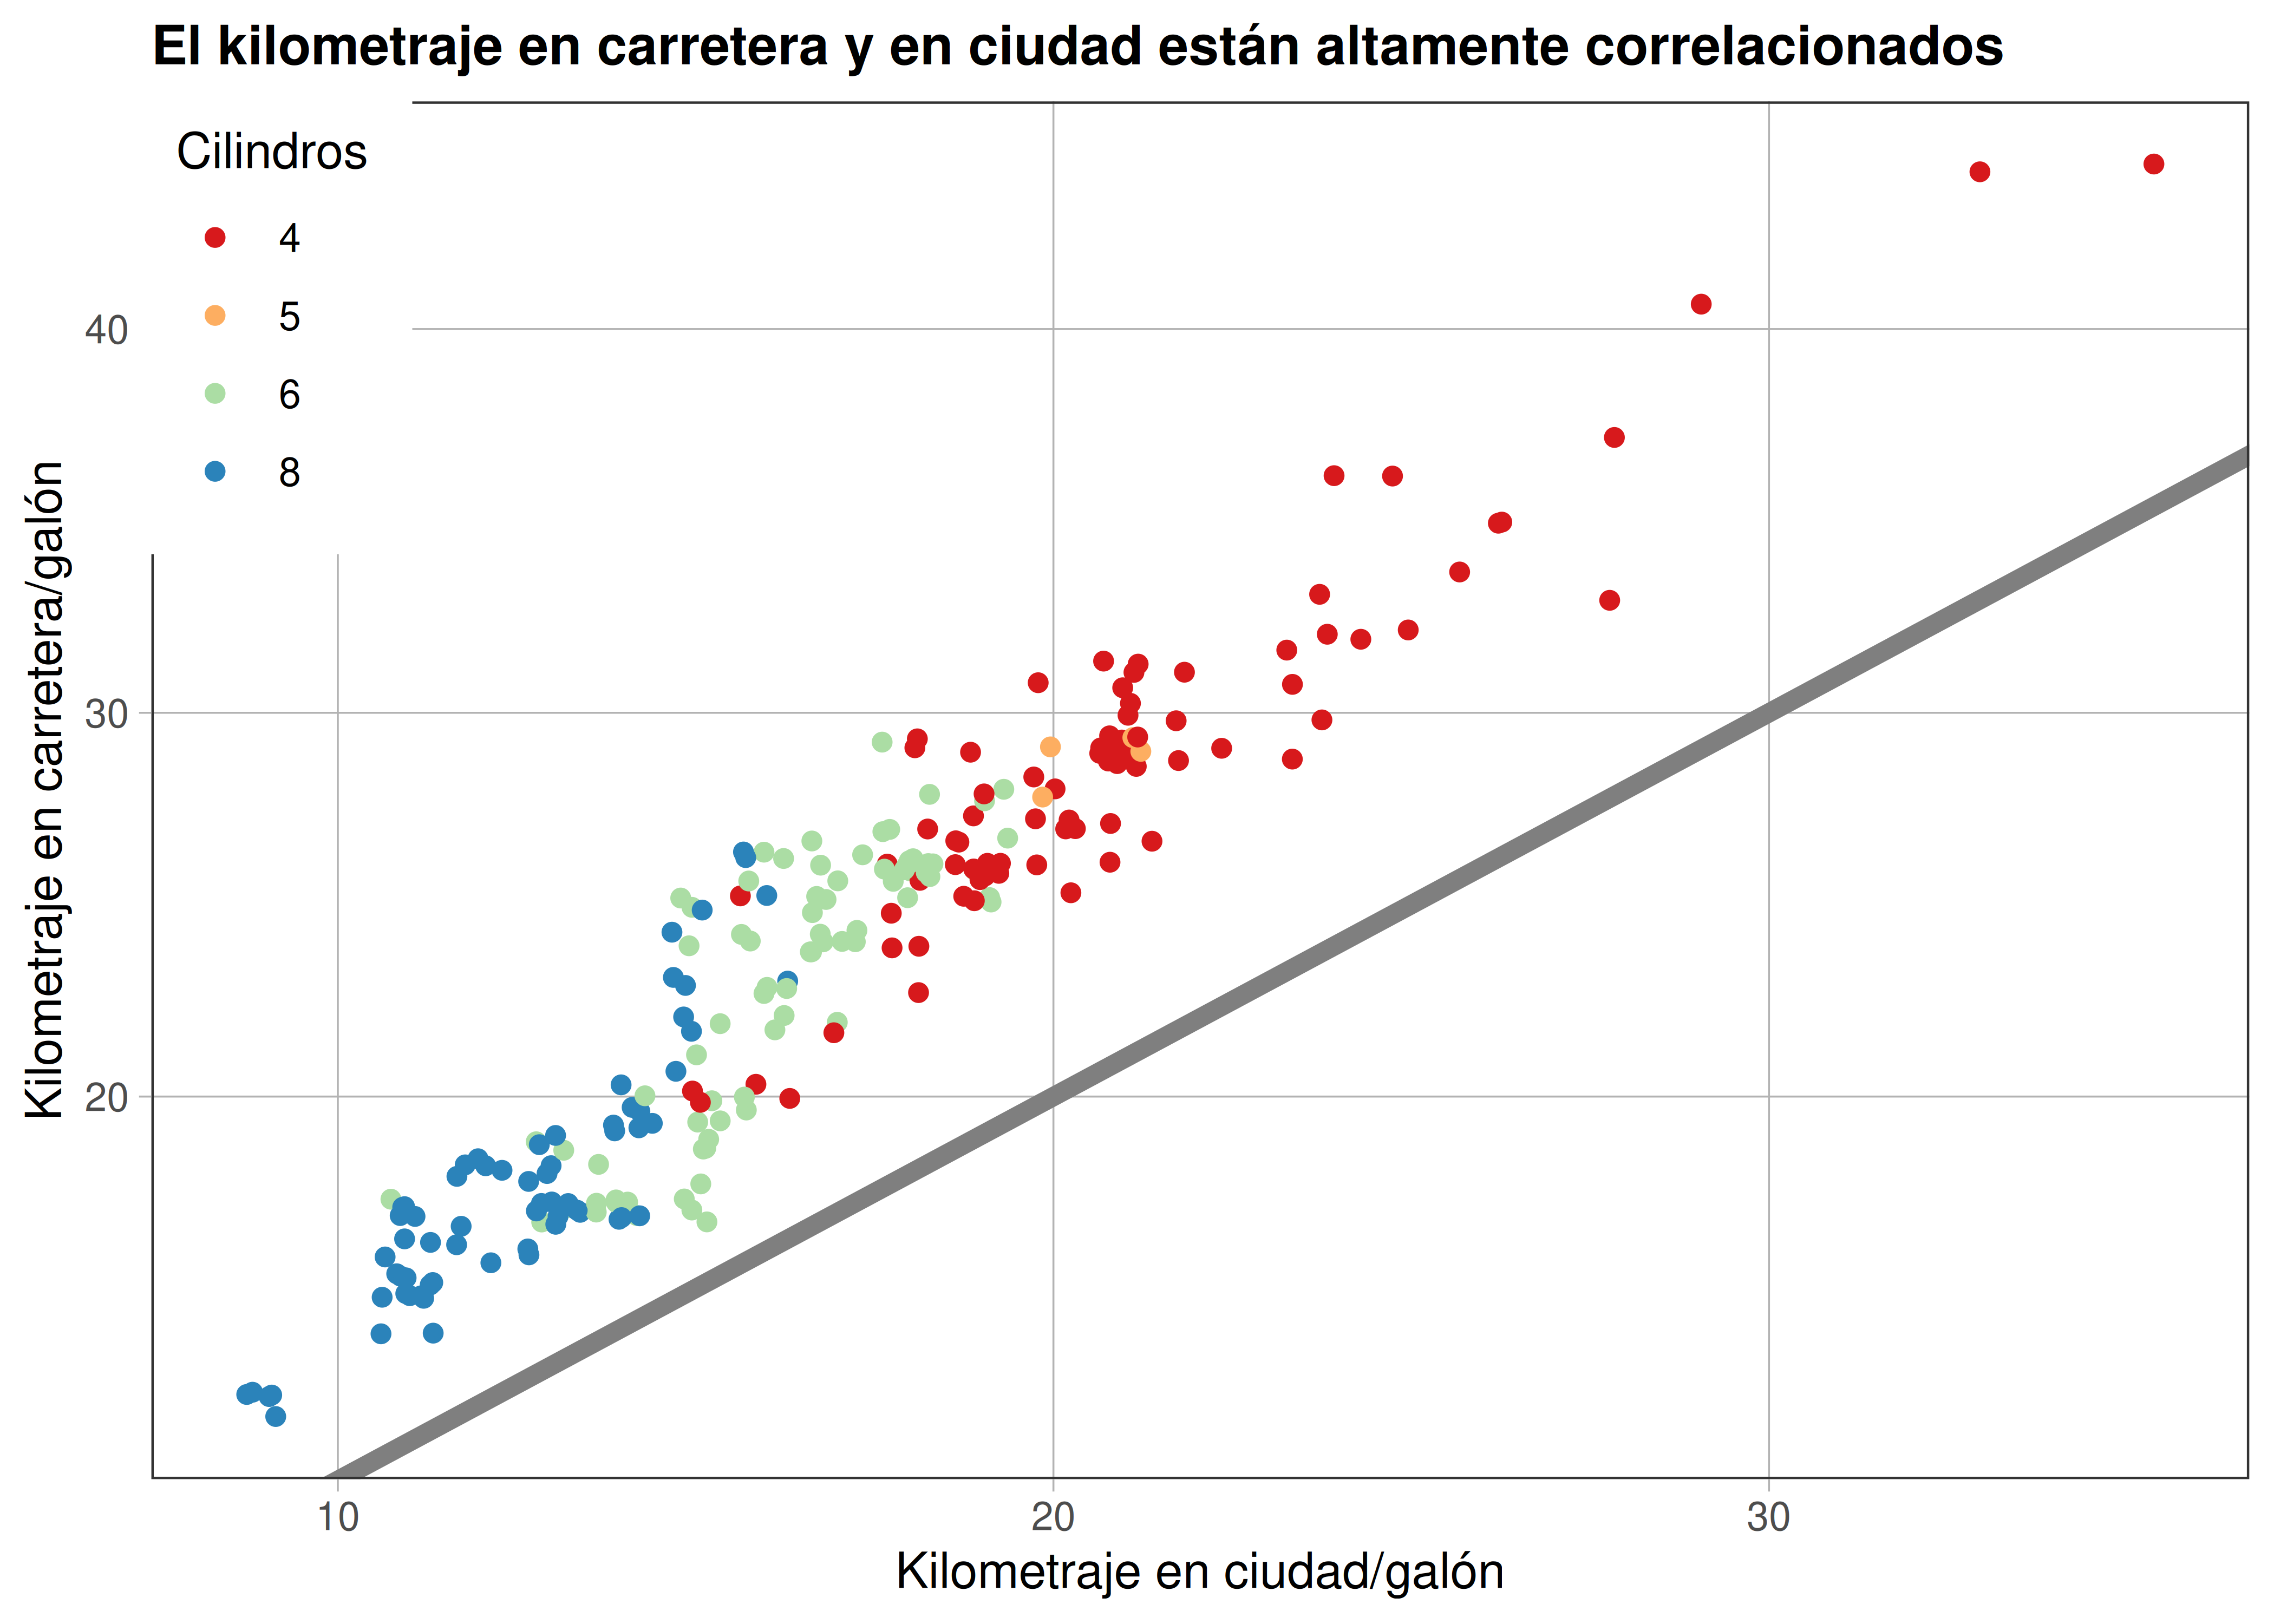 El kilometraje en carretera y en ciudad están altamente correlacionados
Cilindros
4
5
6
8
Kilometraje en carretera/galón
40
30
20
10
20
30
Kilometraje en ciudad/galón